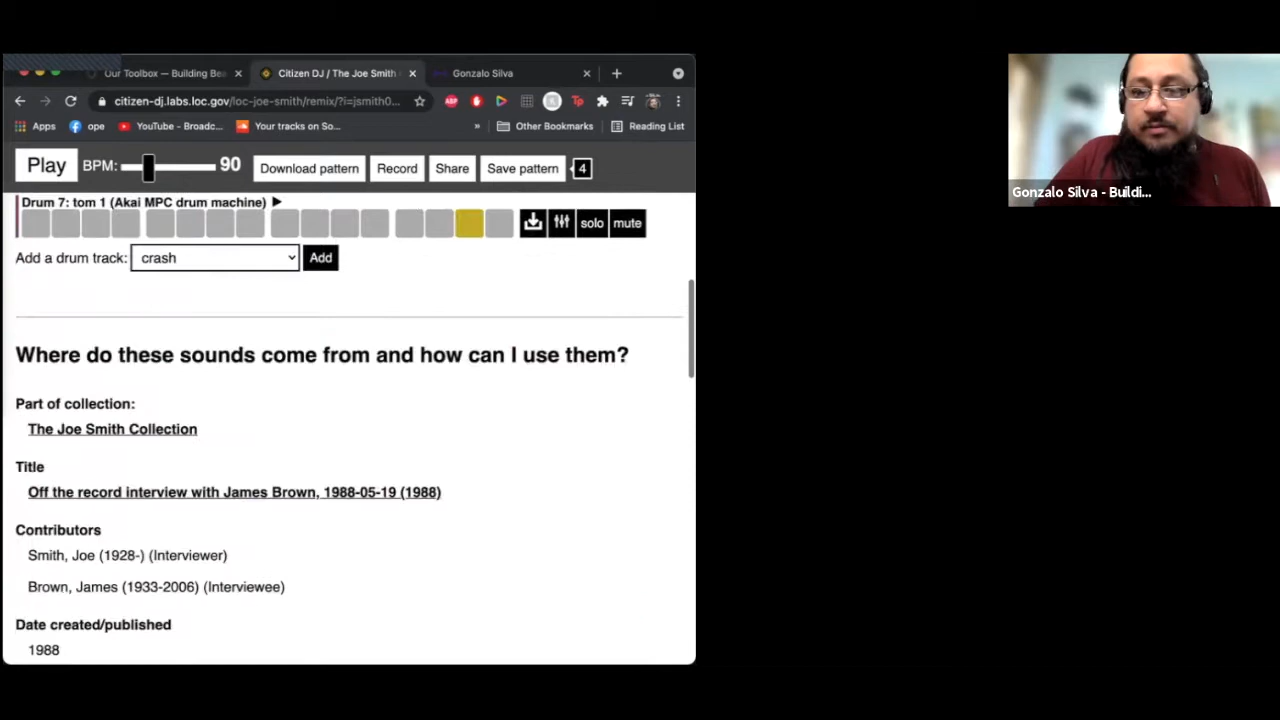 Our Toolbox — Building Bea
Citizen DJ / The Joe Smith
Gonzalo Silva
citizen-dj.labs.loc.gov/loc-joe-smith/remix/?i=jsmith0...
ABP
Tp
Apps
ope
YouTube - Broadc...
Your tracks on So...
»
Other Bookmarks
Reading List
Play
BPM:
90
Download pattern
Record
Share
Save pattern
4
Drum 7: tom 1 (Akai MPC drum machine)
solo
mute
Add a drum track:
crash
Add
Where do these sounds come from and how can I use them?
Part of collection:
The Joe Smith Collection
Title
Off the record interview with James Brown, 1988-05-19 (1988)
Contributors
Smith, Joe (1928-) (Interviewer)
Brown, James (1933-2006) (Interviewee)
Date created/published
1988
Gonzalo Silva - Buildi...